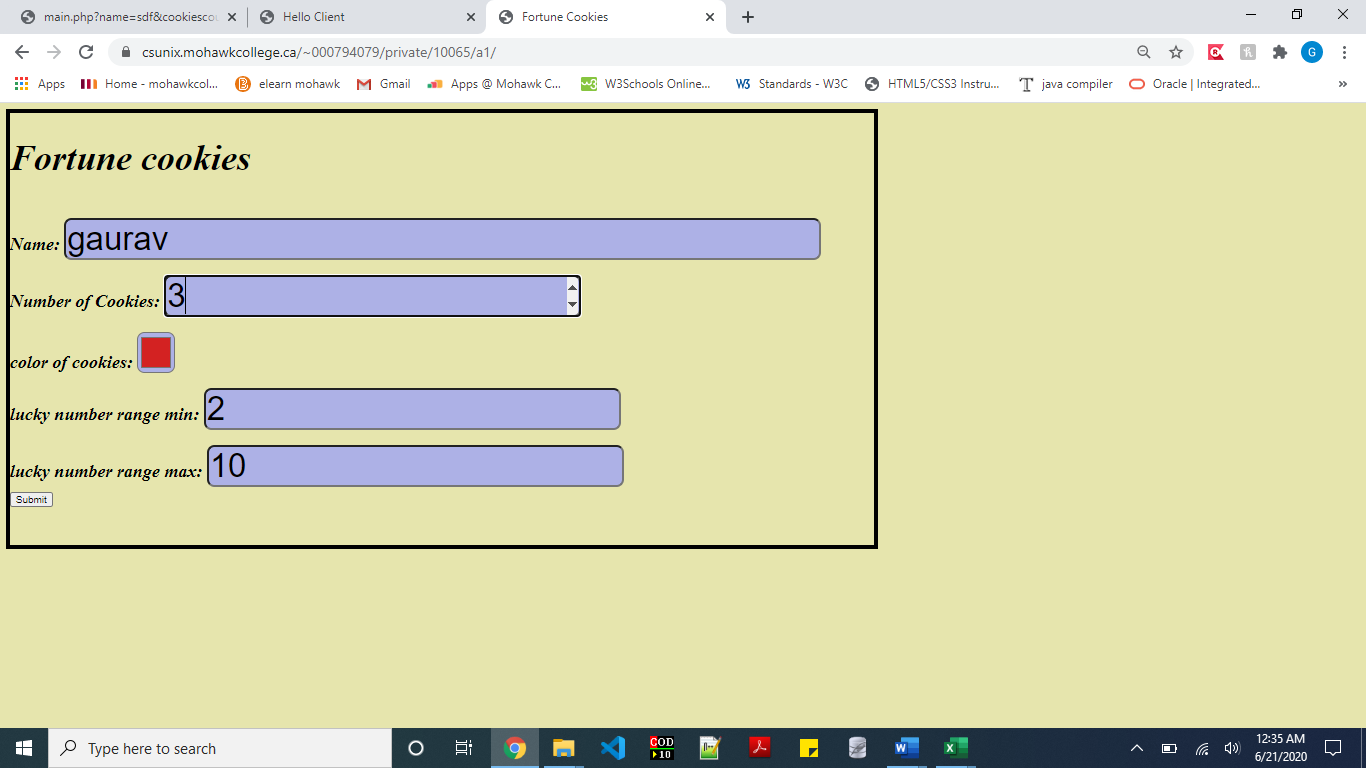 main.php?name=sdf&cookiescou
Hello Client
Fortune Cookies
csunix.mohawkcollege.ca/~000794079/private/10065/a1/
G
Apps
Home - mohawkcol...
elearn mohawk
Gmail
Apps @ Mohawk C...
W3Schools Online...
Standards - W3C
HTML5/CSS3 Instru...
java compiler
Oracle | Integrated...
»
Fortune cookies
Name: gaurav
Number of Cookies: 3
color of cookies:
lucky number range min: 2
lucky number range max: 10
Submit
Type here to search
12:35 AM
6/21/2020